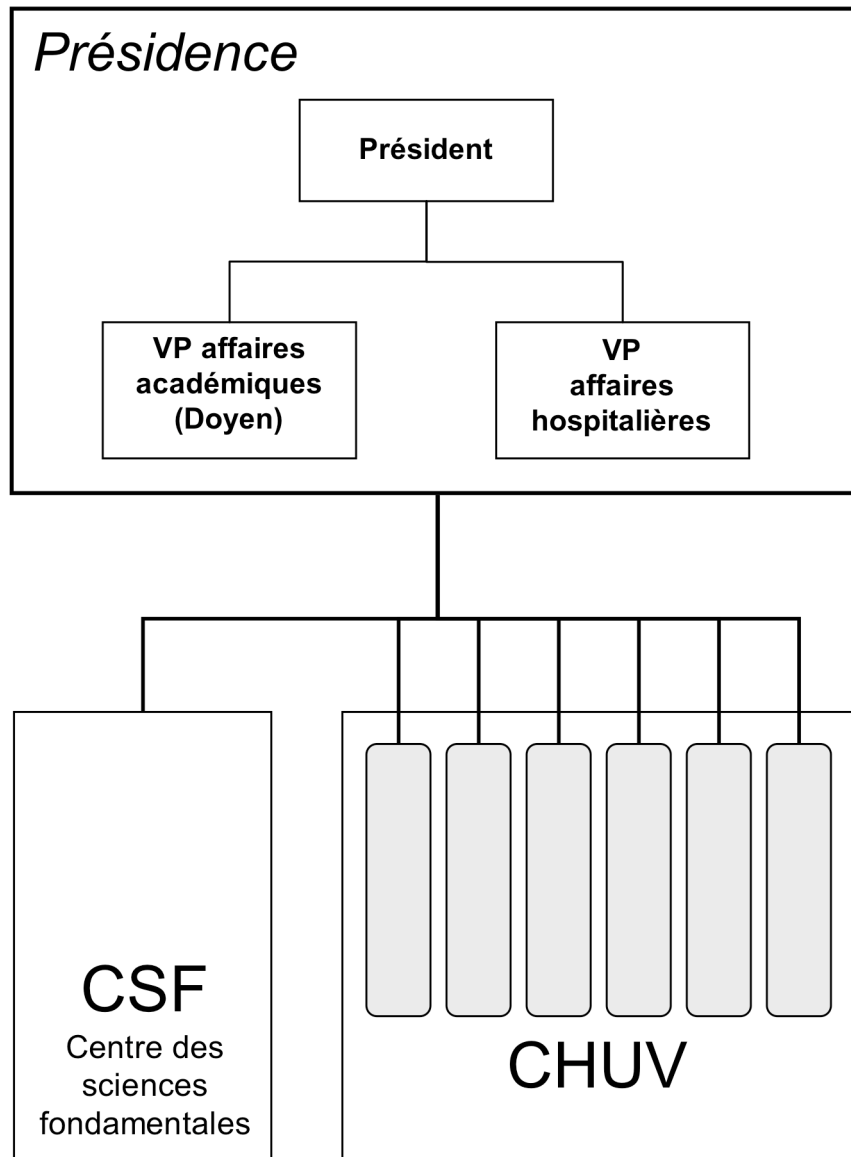 Présidence
Président
VP affaires
académiques
(Doyen)
VP
affaires
hospitalières
CSF
Centre des
sciences
fondamentales
CHUV